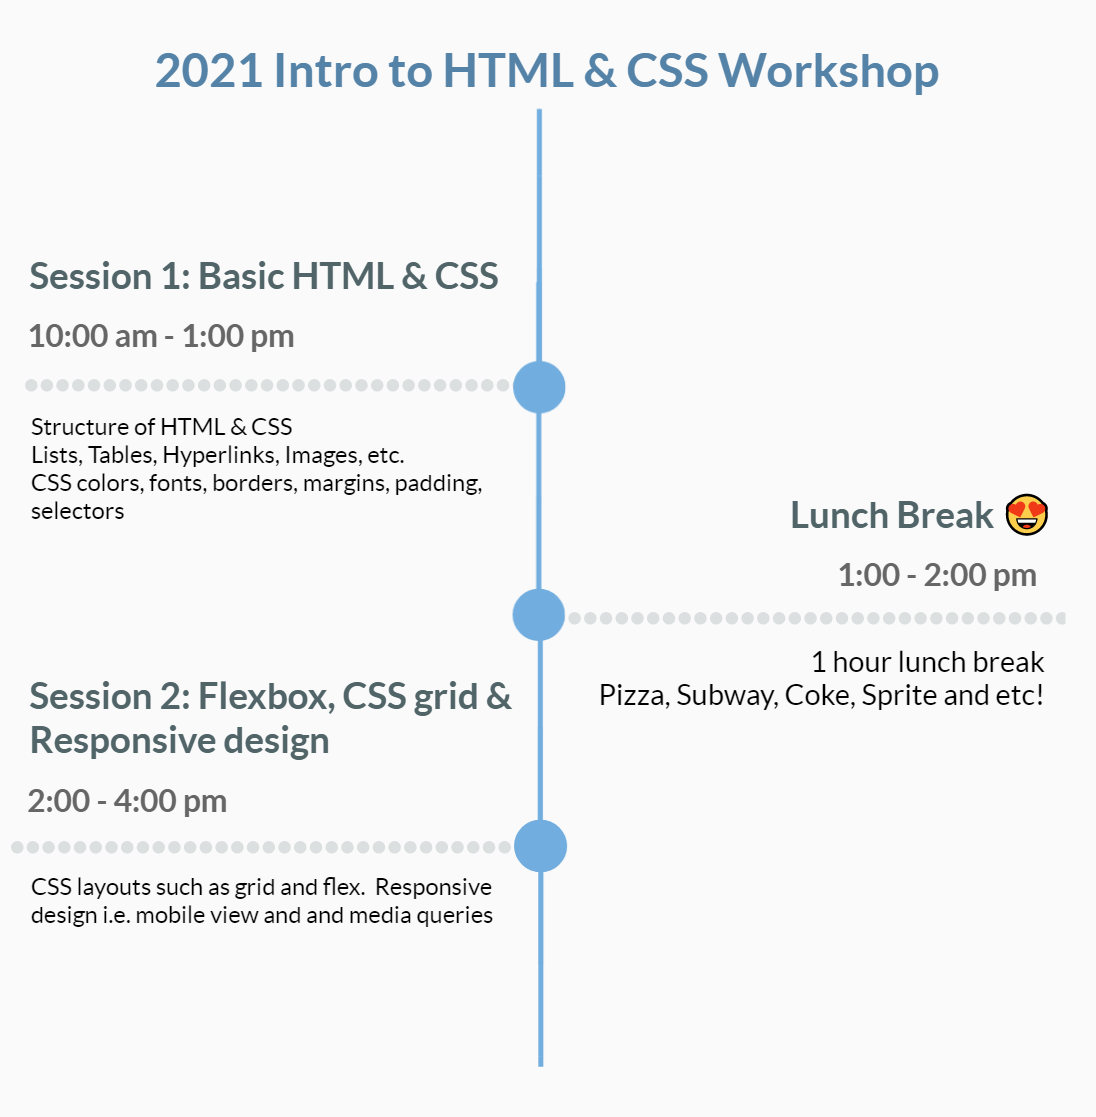 2021 Intro to HTML & CSS Workshop
Session 1: Basic HTML & CSS
10:00 am - 1:00 pm
Structure of HTML & CSS
Lists, Tables, Hyperlinks, Images, etc.
CSS colors, fonts, borders, margins, padding,
selectors
Lunch Break 😍
1:00 - 2:00 pm
1 hour lunch break
Pizza, Subway, Coke, Sprite and etc!
Session 2: Flexbox, CSS grid &
Responsive design
2:00 - 4:00 pm
CSS layouts such as grid and flex.  Responsive
design i.e. mobile view and and media queries